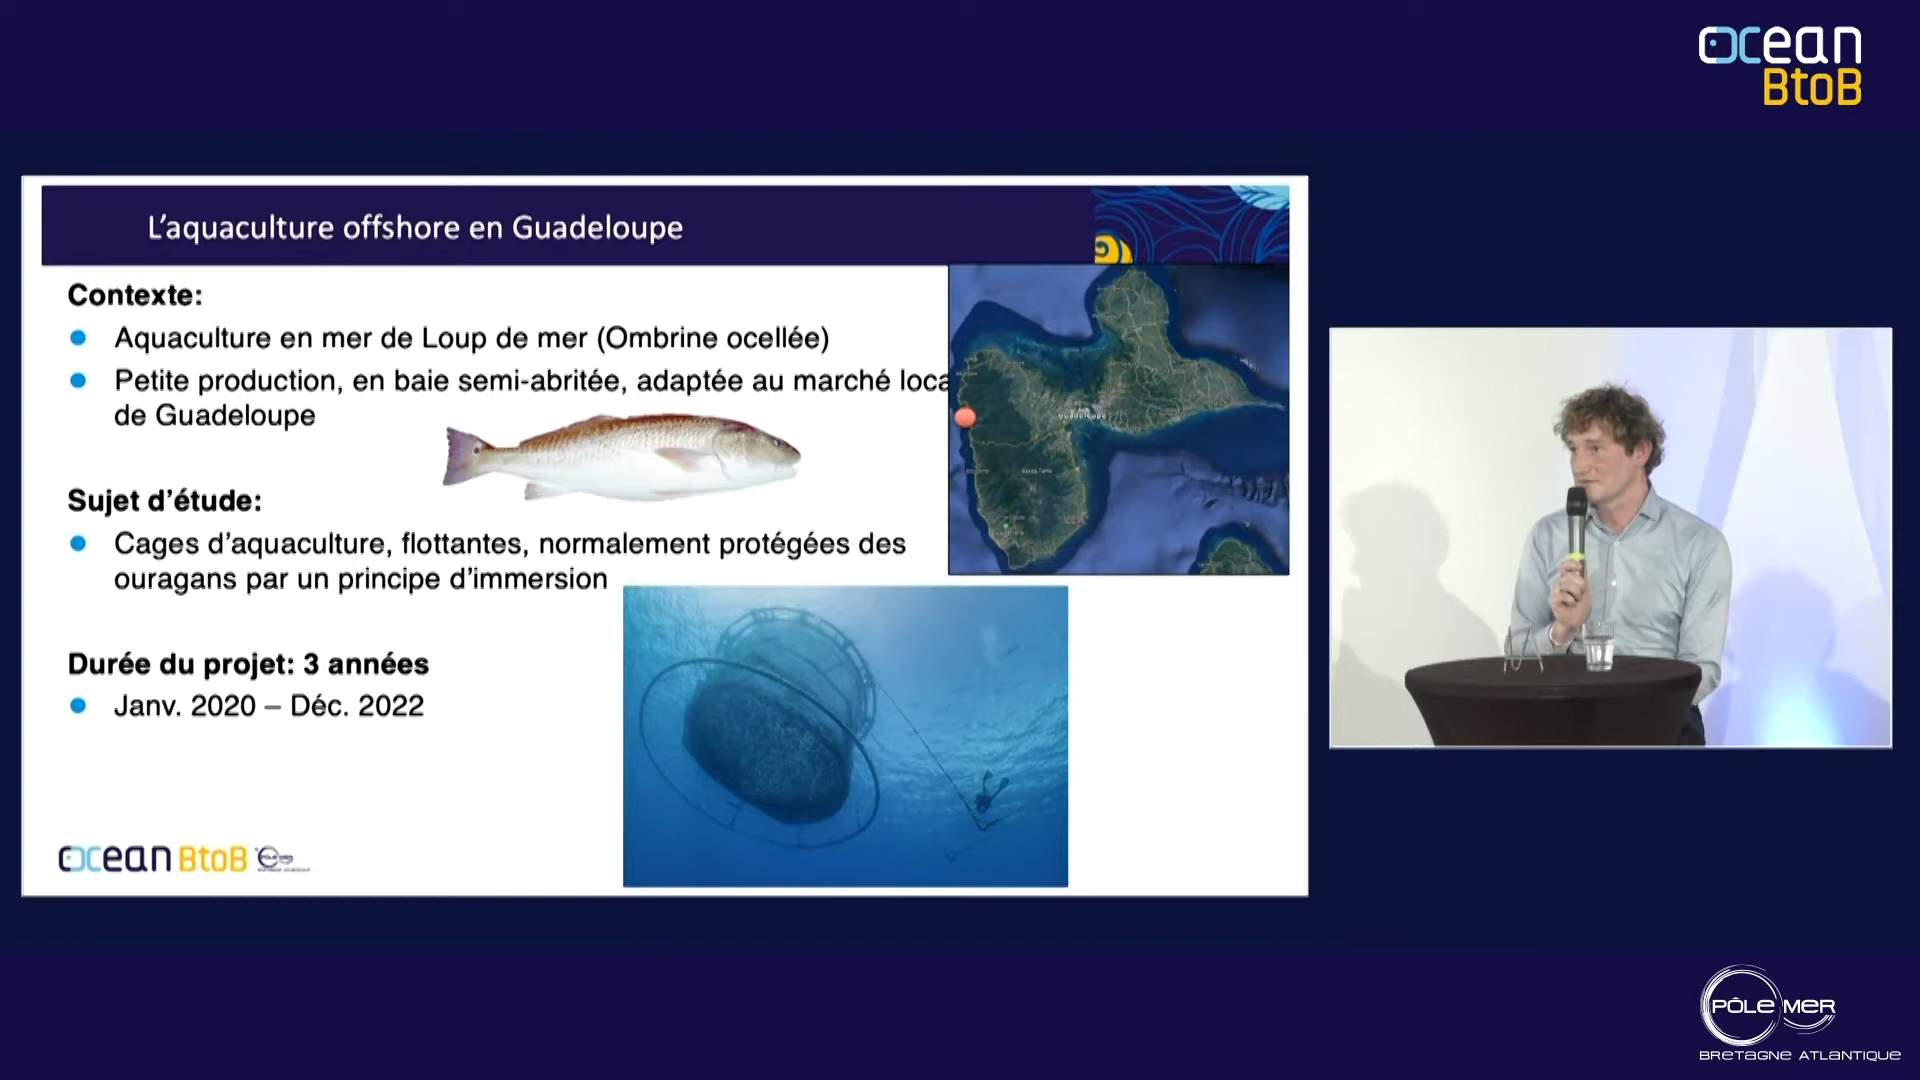 ocean
BtoB
L'aquaculture offshore en Guadeloupe
Contexte:
Aquaculture en mer de Loup de mer (Ombrine ocellée)
Petite production, en baie semi-abritée, adaptée au marché loca
de Guadeloupe
Guadeloupe
Sujet d'étude:
Cages d'aquaculture, flottantes, normalement protégées des
ouragans par un principe d'immersion
Durée du projet: 3 années
Janv. 2020 – Déc. 2022
ocean BtoB
PÔLE MER
BRETAGNE ATLANTIQUE